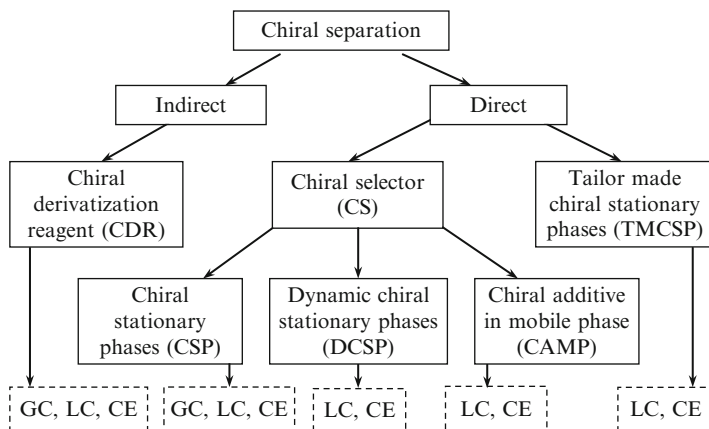 Chiral separation
Indirect
Direct
Chiral
derivatization
reagent (CDR)
Chiral selector
(CS)
Tailor made
chiral stationary
phases (TMCSP)
Chiral
stationary
phases (CSP)
Dynamic chiral
stationary phases
(DCSP)
Chiral additive
in mobile phase
(CAMP)
GC, LC, CE
GC, LC, CE
LC, CE
LC, CE
LC, CE